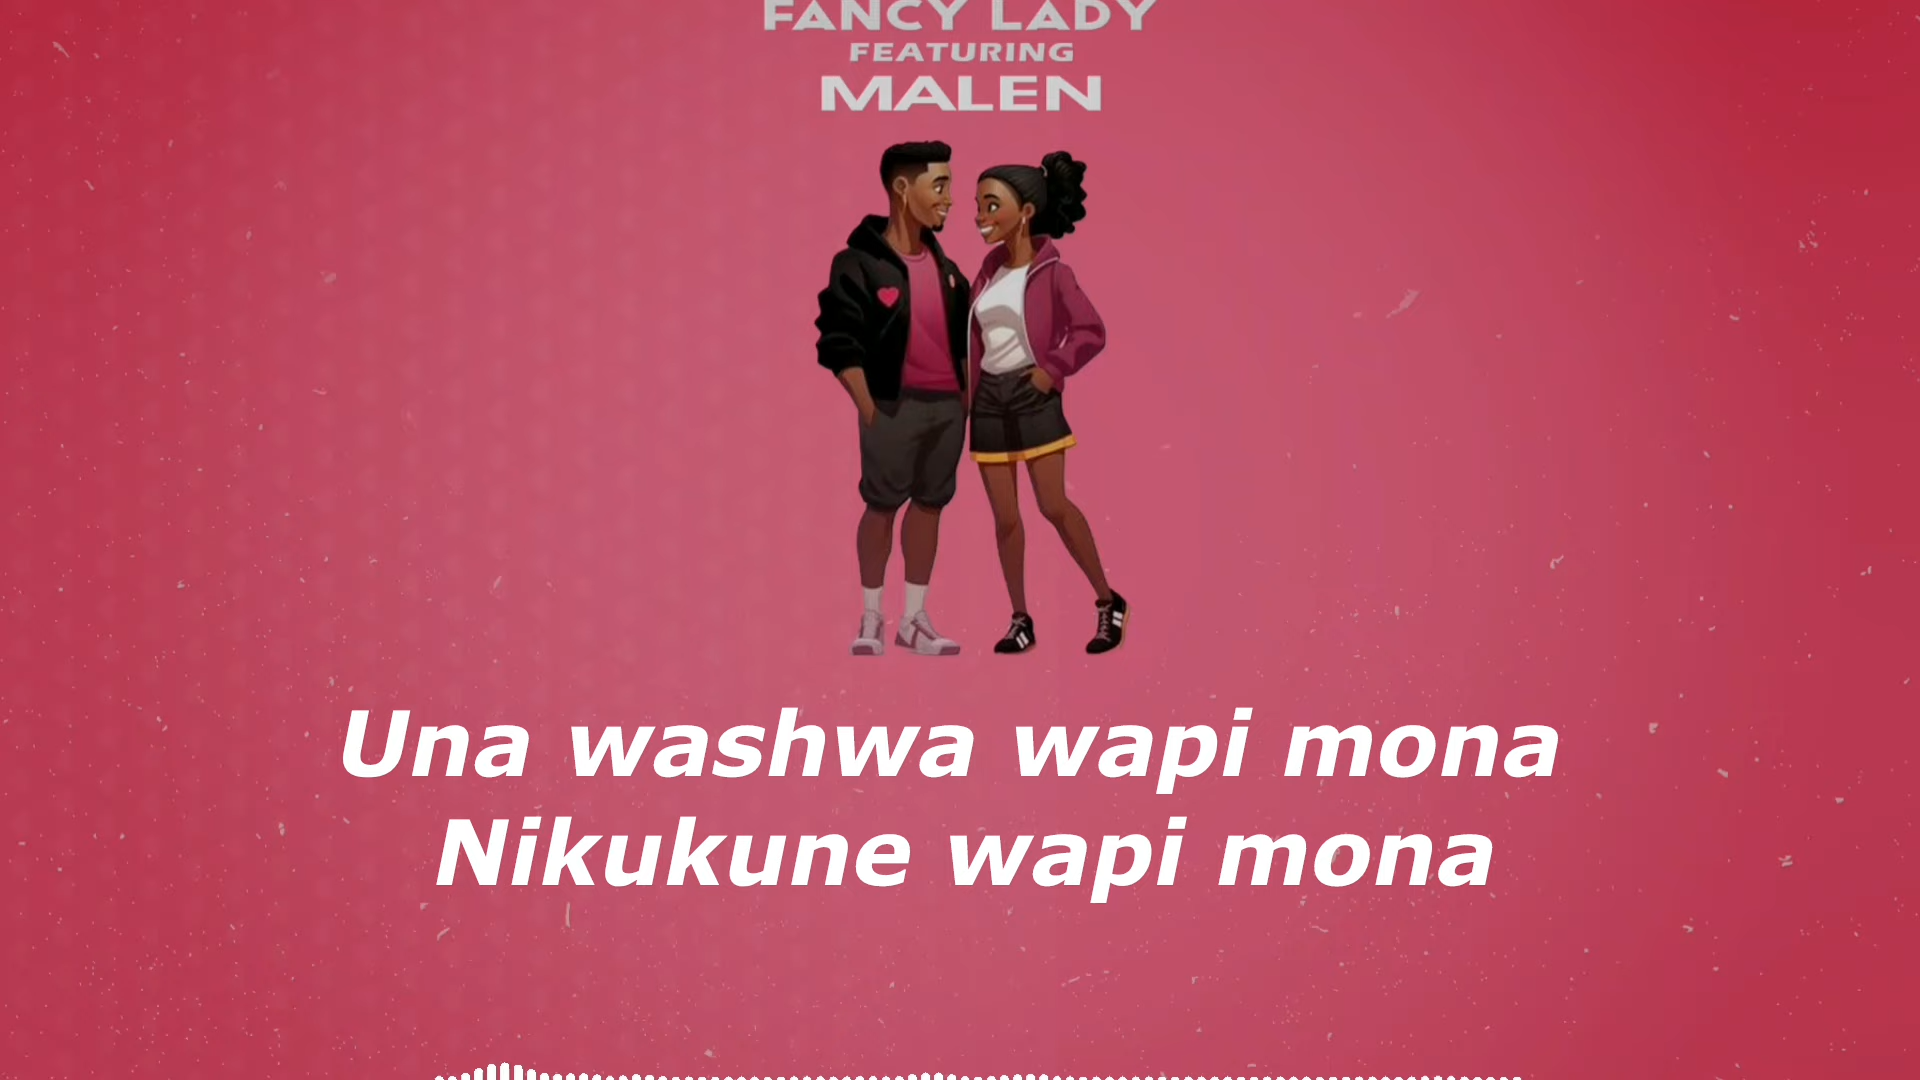 FANCY LADY
FEATURING
MALEN
Una washwa wapi mona
Nikukune wapi mona